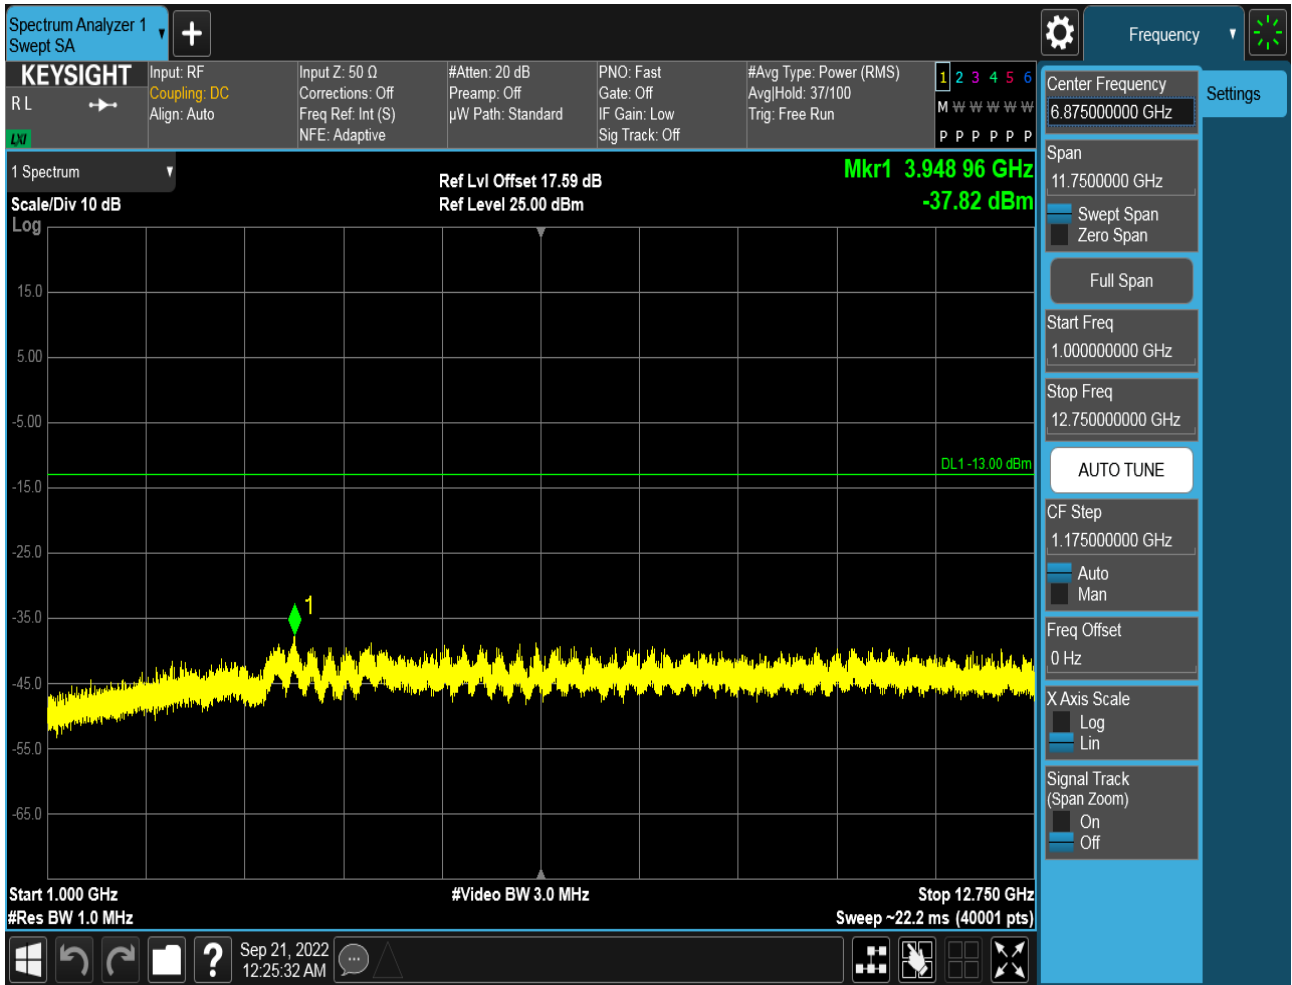 Spectrum Analyzer 1
Swept SA
Frequency
KEYSIGHT
R L
LXI
Input: RF
Coupling: DC
Align: Auto
Input Z: 50 Ω
Corrections: Off
Freq Ref: Int (S)
NFE: Adaptive
#Atten: 20 dB
Preamp: Off
µW Path: Standard
PNO: Fast
Gate: Off
IF Gain: Low
Sig Track: Off
#Avg Type: Power (RMS)
Avg|Hold: 37/100
Trig: Free Run
1 2 3 4 5 6
M W W W W W
P P P P P P
1 Spectrum
Scale/Div 10 dB
Log
Ref Lvl Offset 17.59 dB
Ref Level 25.00 dBm
Mkr1 3.948 96 GHz
-37.82 dBm
15.0
5.00
-5.00
DL1 -13.00 dBm
-15.0
-25.0
-35.0
1
-45.0
-55.0
-65.0
Start 1.000 GHz
#Res BW 1.0 MHz
#Video BW 3.0 MHz
Stop 12.750 GHz
Sweep ~22.2 ms (40001 pts)
Sep 21, 2022
12:25:32 AM
Center Frequency
6.875000000 GHz
Settings
Span
11.7500000 GHz
Swept Span
Zero Span
Full Span
Start Freq
1.000000000 GHz
Stop Freq
12.750000000 GHz
AUTO TUNE
CF Step
1.175000000 GHz
Auto
Man
Freq Offset
0 Hz
X Axis Scale
Log
Lin
Signal Track
(Span Zoom)
On
Off